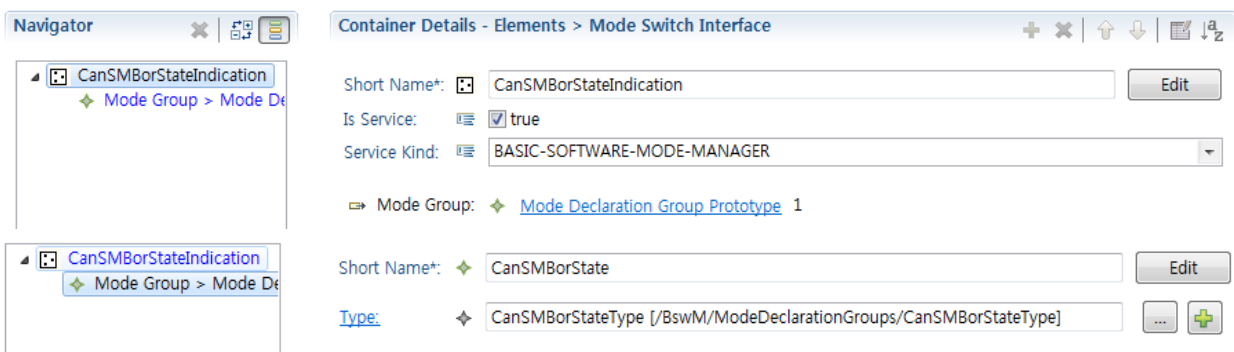 Navigator
Container Details - Elements > Mode Switch Interface
CanSMBorStateIndication
Mode Group > Mode De
Short Name*: CanSMBorStateIndication Edit
Is Service: true
Service Kind: BASIC-SOFTWARE-MODE-MANAGER
Mode Group: Mode Declaration Group Prototype 1
CanSMBorStateIndication
Mode Group > Mode De
Short Name*: CanSMBorState Edit
Type: CanSMBorStateType [/BswM/ModeDeclarationGroups/CanSMBorStateType] ...